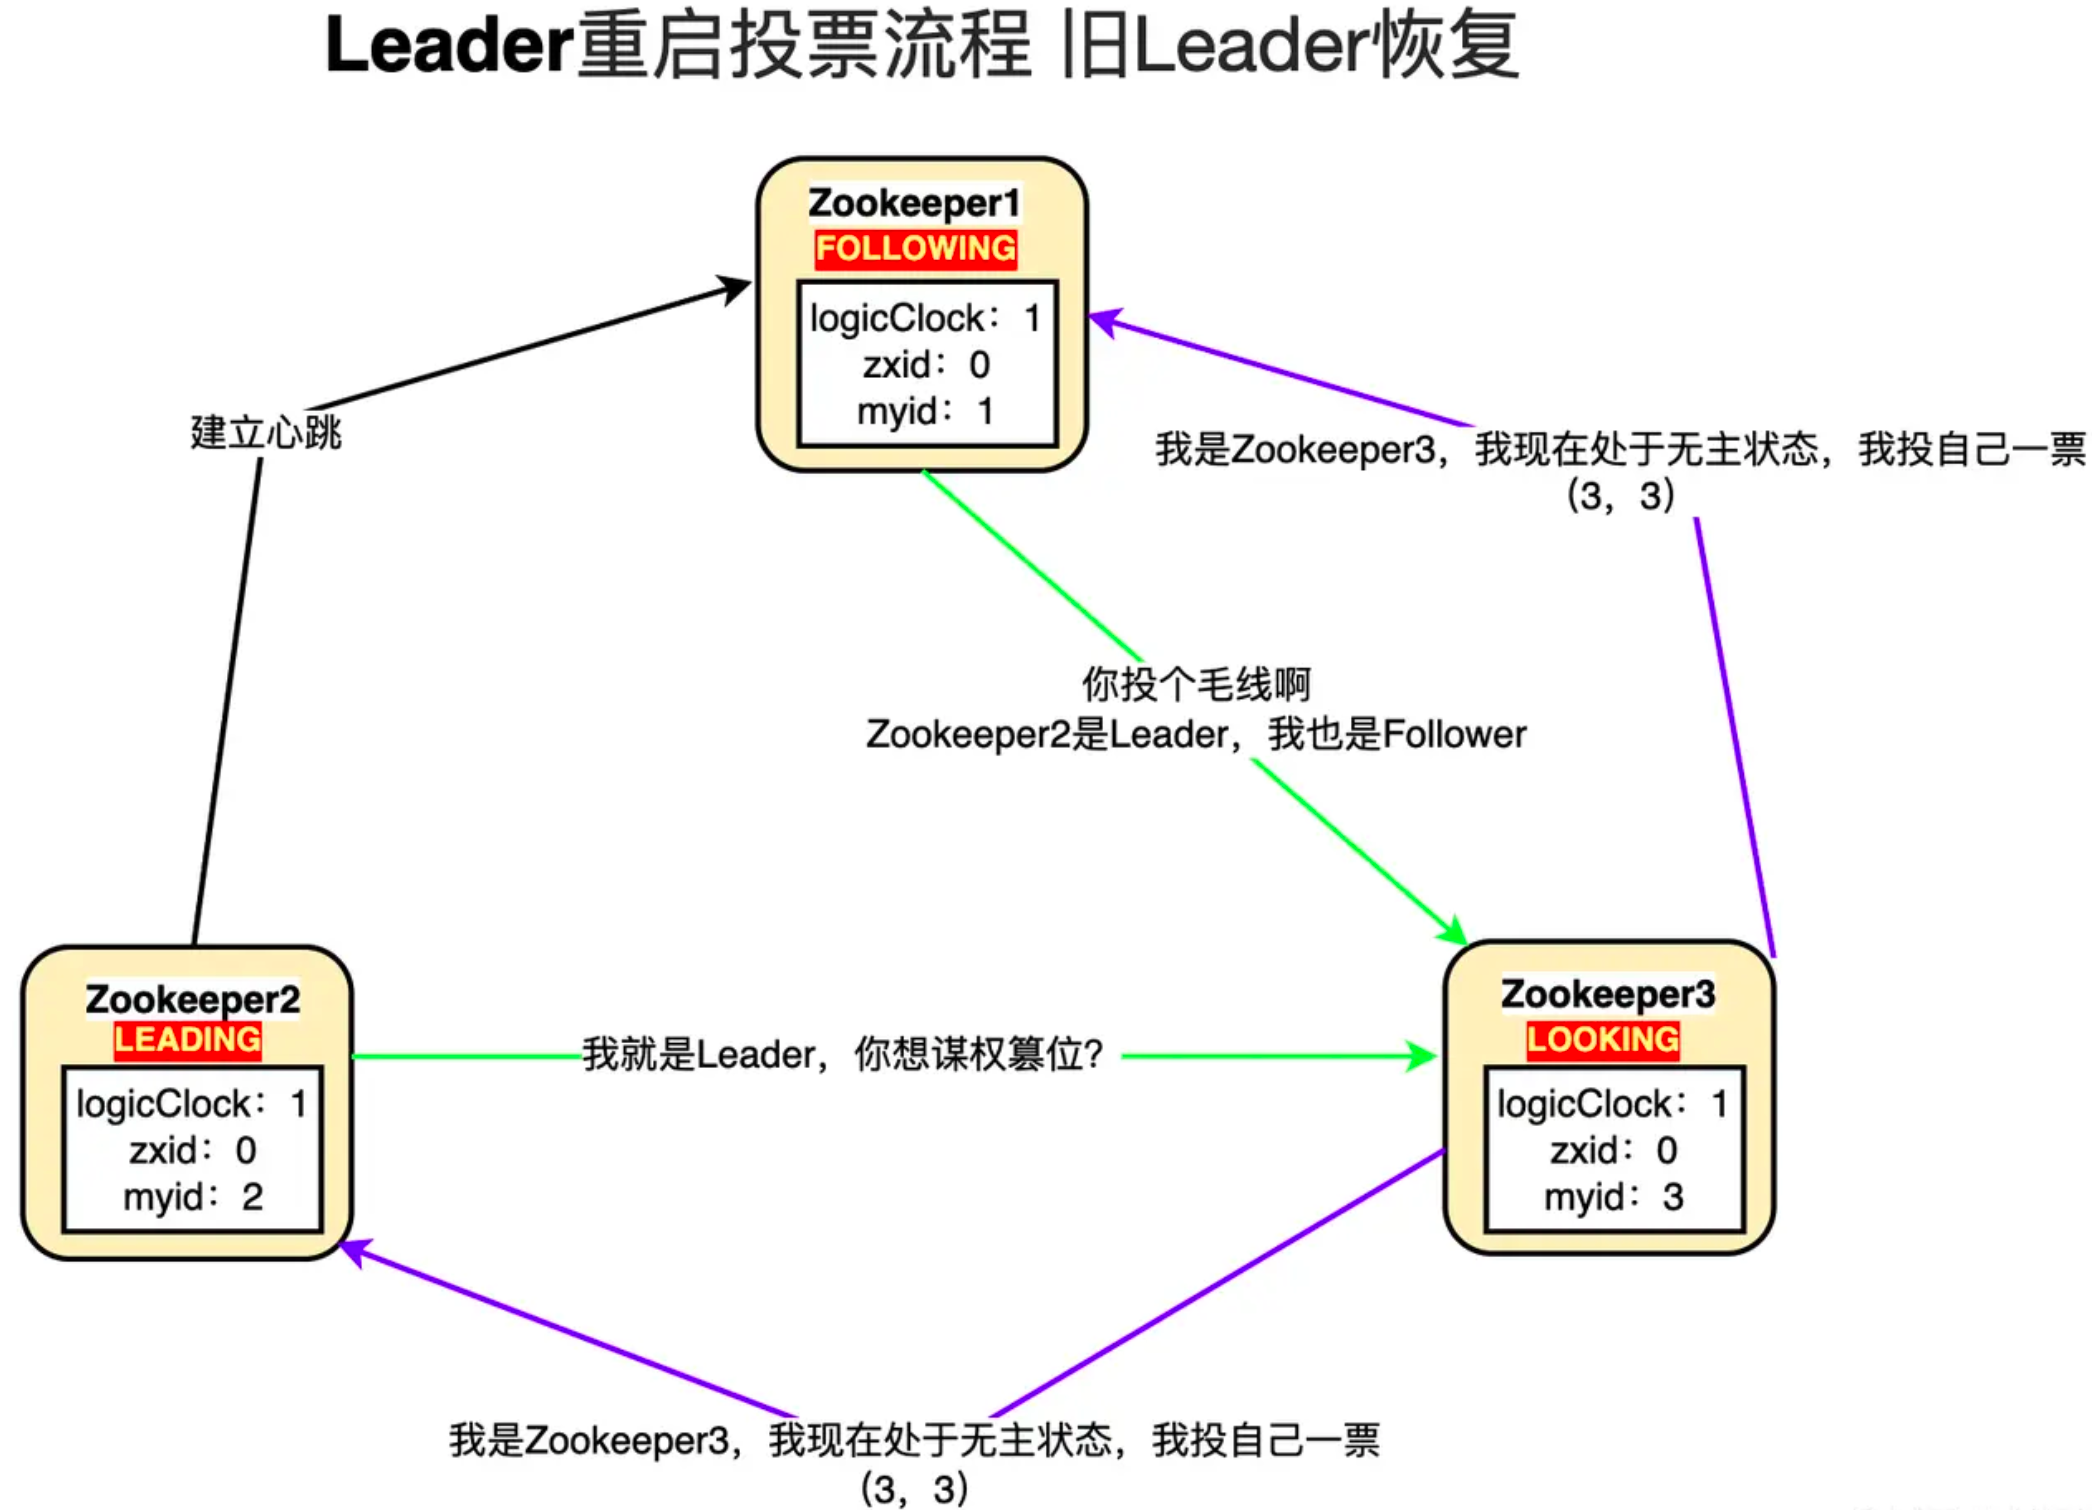 Leader重启投票流程 旧Leader恢复
Zookeeper1
FOLLOWING
logicClock：1
zxid：0
myid：1
建立心跳
我是Zookeeper3，我现在处于无主状态，我投自己一票
（3，3）
你投个毛线啊
Zookeeper2是Leader，我也是Follower
Zookeeper2
LEADING
logicClock：1
zxid：0
myid：2
我就是Leader，你想谋权篡位？
Zookeeper3
LOOKING
logicClock：1
zxid：0
myid：3
我是Zookeeper3，我现在处于无主状态，我投自己一票
（3，3）